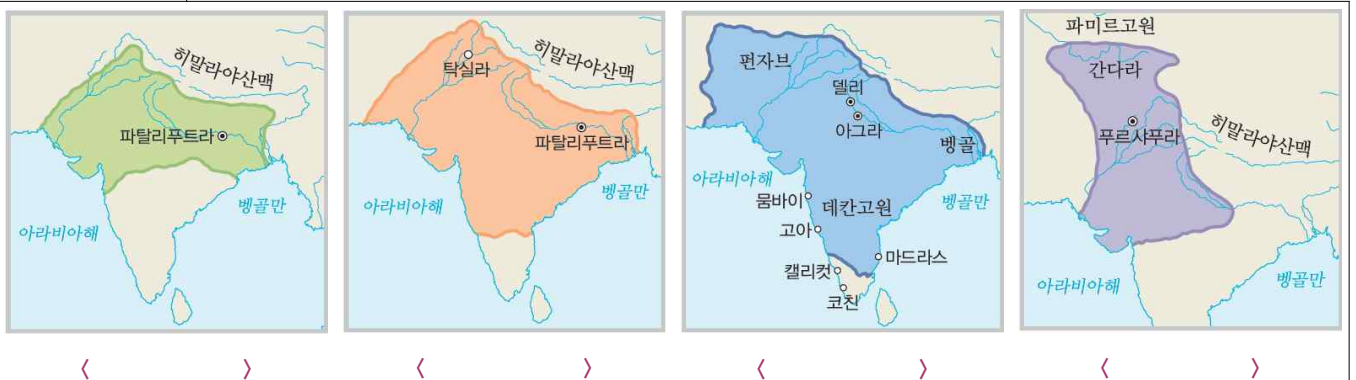 히말라야산맥
파탈리푸트라
아라비아해
벵골만
탁실라
히말라야산맥
파탈리푸트라
아라비아해
벵골만
펀자브
델리
아그라
벵골
아라비아해
뭄바이
데칸고원
벵골만
고아
마드라스
캘리컷
코친
파미르고원
간다라
푸르샤푸라
히말라야산맥
아라비아해
벵골만
〈 〉 〈 〉 〈 〉 〈 〉